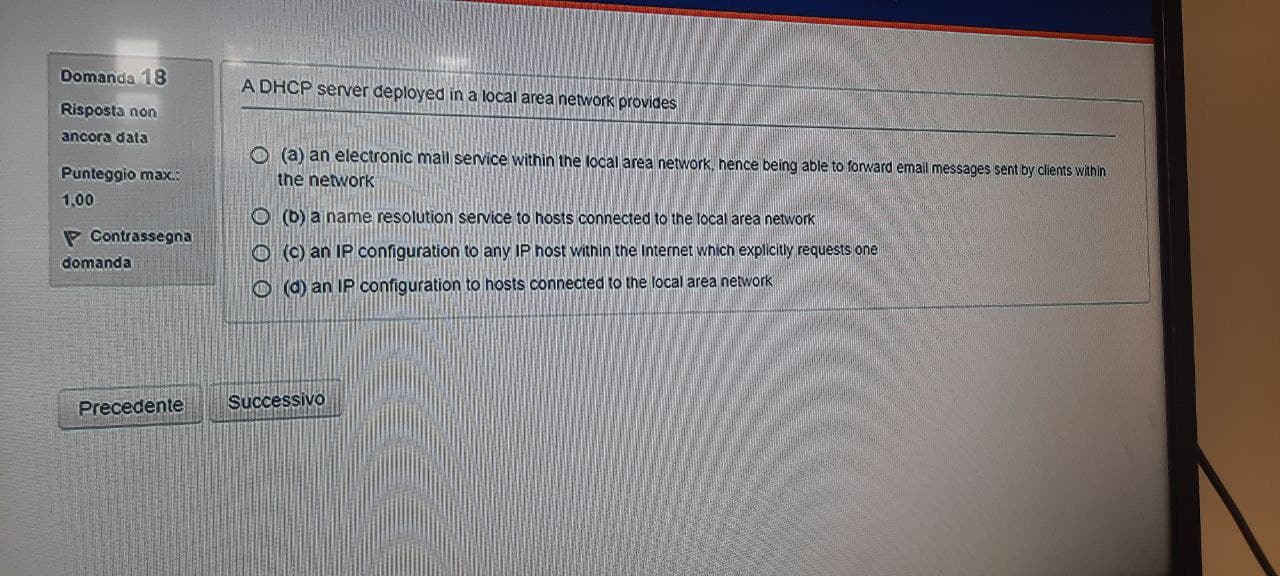 Domanda 18
Risposta non
ancora data
Punteggio max.:
1,00
Contrassegna
domanda
A DHCP server deployed in a local area network provides
(a) an electronic mail service within the local area network, hence being able to forward email messages sent by clients within
the network
(b) a name resolution service to hosts connected to the local area network
(c) an IP configuration to any IP host within the Internet which explicitly requests one
(d) an IP configuration to hosts connected to the local area network
Precedente
Successivo